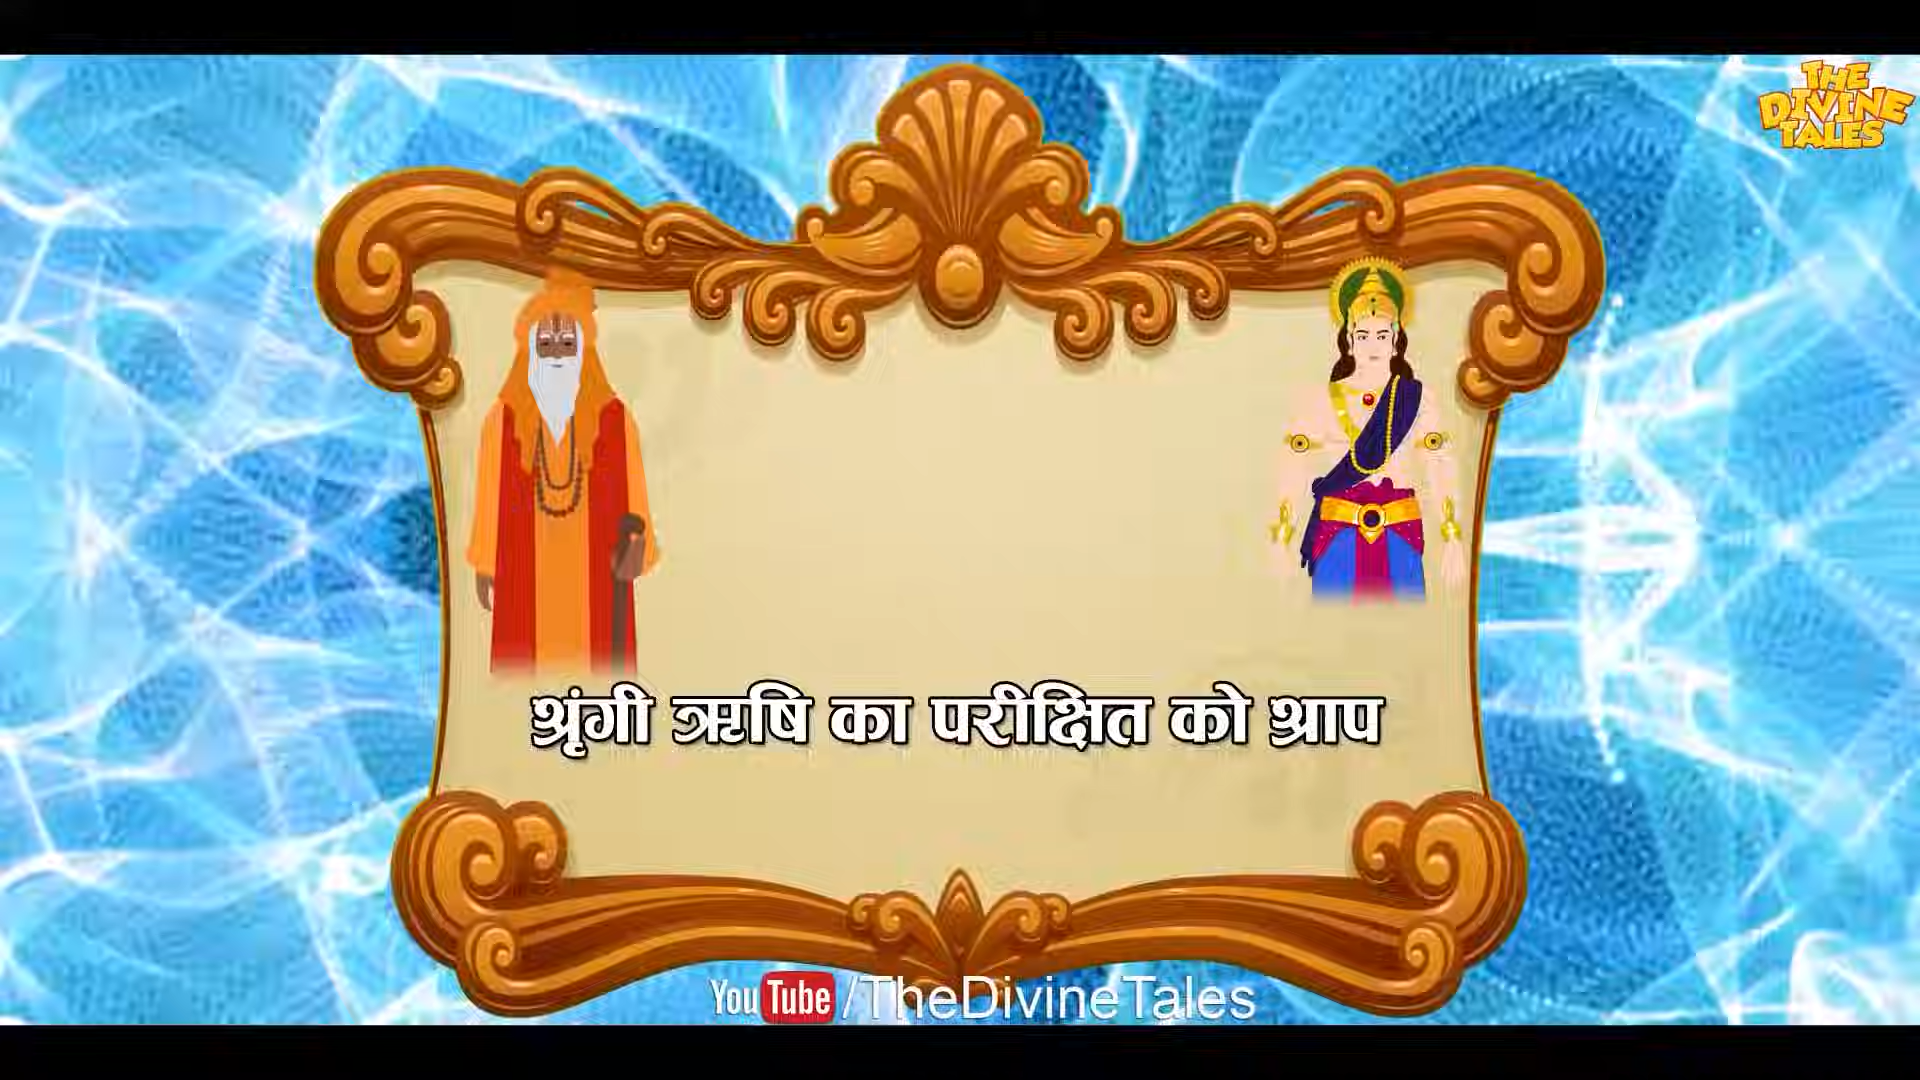 THE
DIVINE
TALES
श्रृंगी ऋषि का परीक्षित को श्राप
YouTube/TheDivineTales